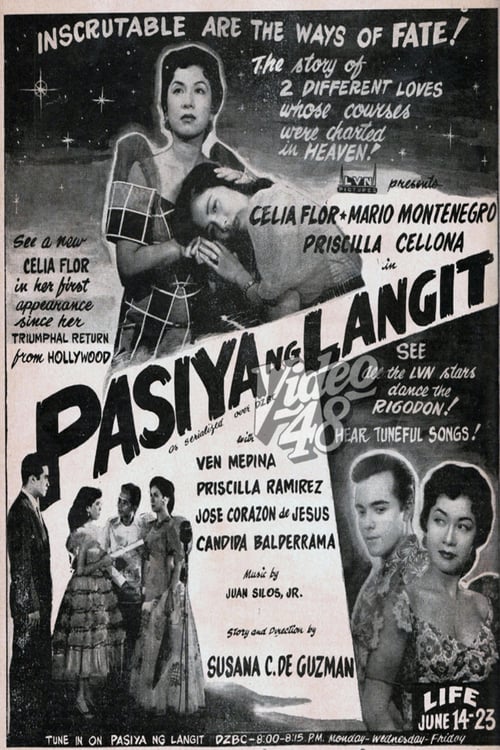 INSCRUTABLE ARE THE WAYS OF FATE!
The story of
2 DIFFERENT LOVES
whose courses
were charted
in HEAVEN!
LVN
PICTURES
presents
CELIA FLOR ★ MARIO MONTENEGRO
PRISCILLA CELLONA
in
See a new
CELIA FLOR
in her first
appearance
since her
TRIUMPHAL RETURN
from HOLLYWOOD
PASIYA NG LANGIT
as serialized over DZBC
Video
48
SEE
the LVN stars
dance the
RIGODON!
HEAR TUNEFUL SONGS!
with
VEN MEDINA
PRISCILLA RAMIREZ
JOSE CORAZON de JESUS
CANDIDA BALDERRAMA
Music by
JUAN SILOS, JR.
Story and Direction by
SUSANA C. DE GUZMAN
LIFE
JUNE 14-23
TUNE IN ON PASIYA NG LANGIT DZBC-8:00-8:15 P.M. Monday-Wednesday-Friday